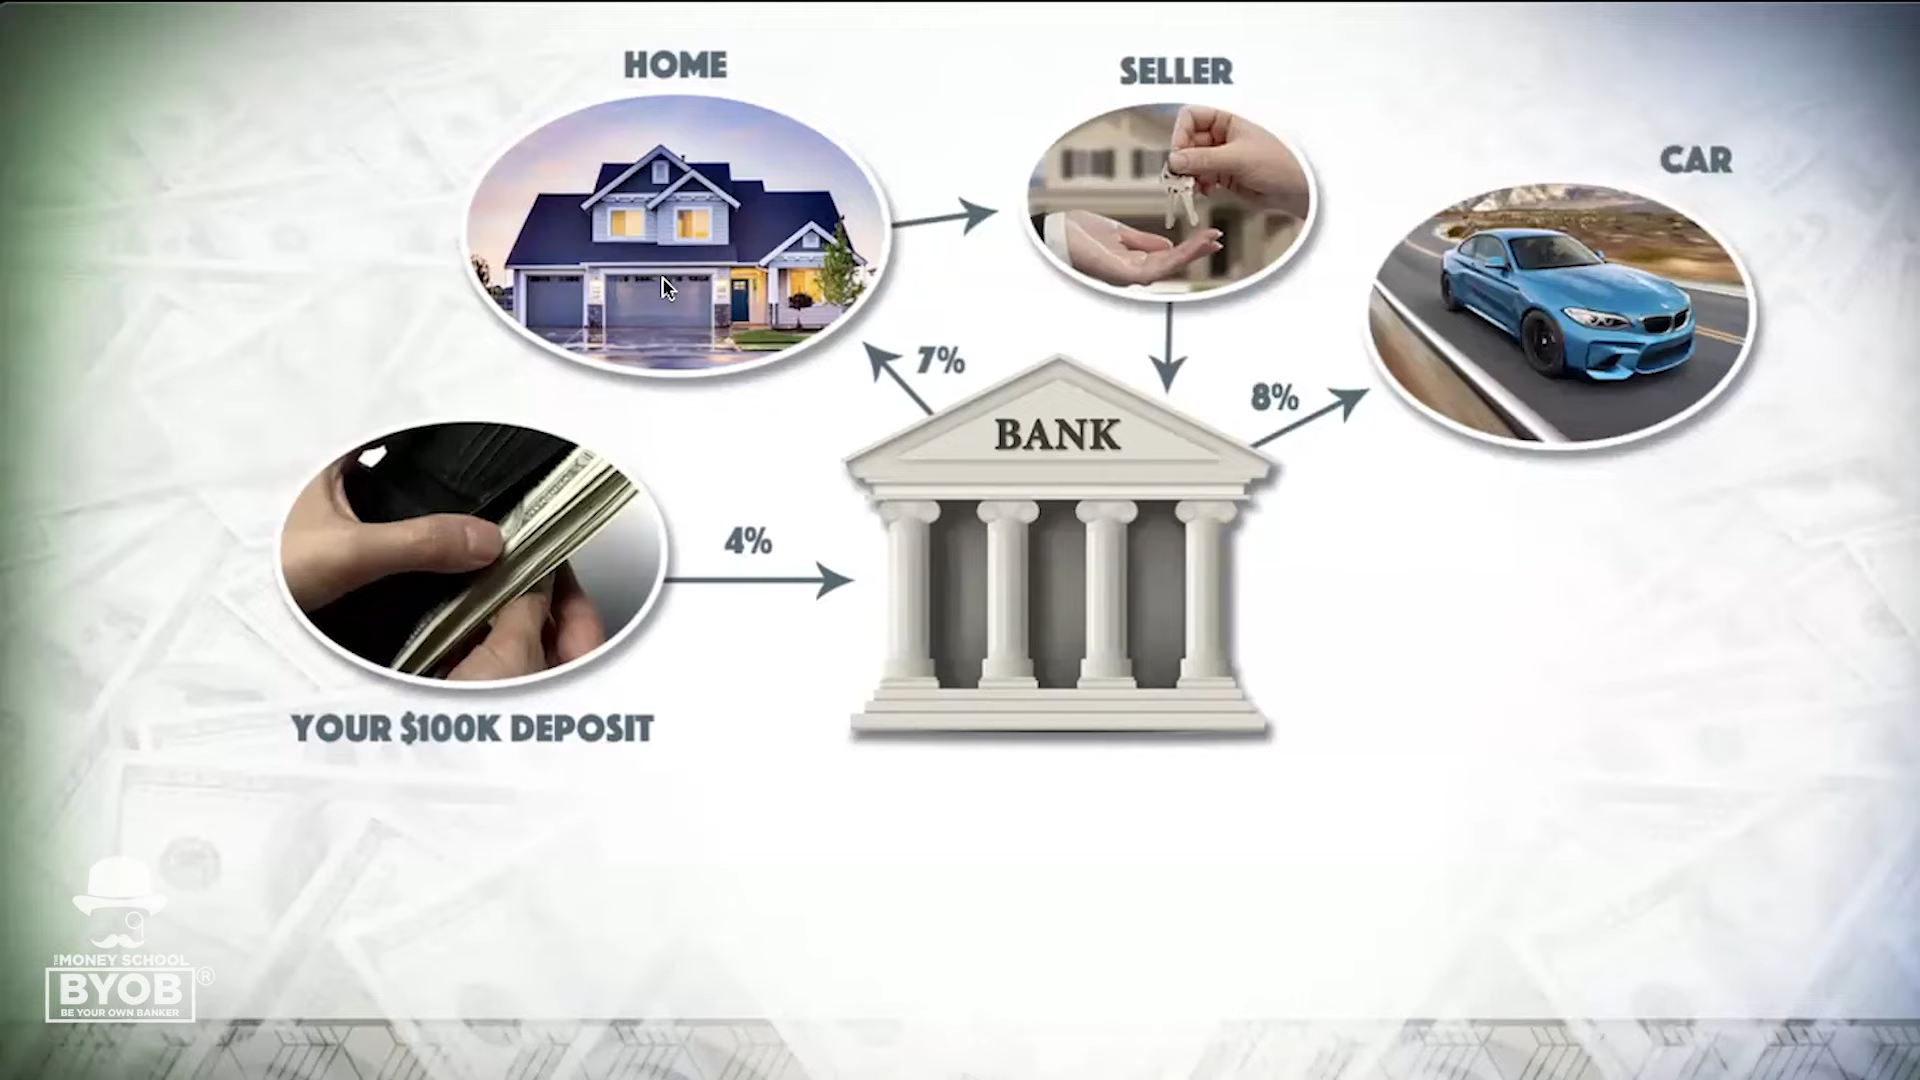 HOME
SELLER
CAR
7%
8%
BANK
4%
YOUR $100K DEPOSIT
THE MONEY SCHOOL
BYOB®
BE YOUR OWN BANKER